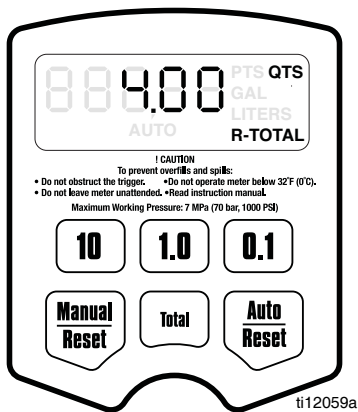 4.00 PTS QTS
GAL
LITERS
AUTO R-TOTAL
! CAUTION
To prevent overfills and spills:
• Do not obstruct the trigger. •Do not operate meter below 32˚F (0˚C).
• Do not leave meter unattended. •Read instruction manual.
Maximum Working Pressure: 7 MPa (70 bar, 1000 PSI)
10 1.0 0.1
Manual
Reset
Total
Auto
Reset
ti12059a